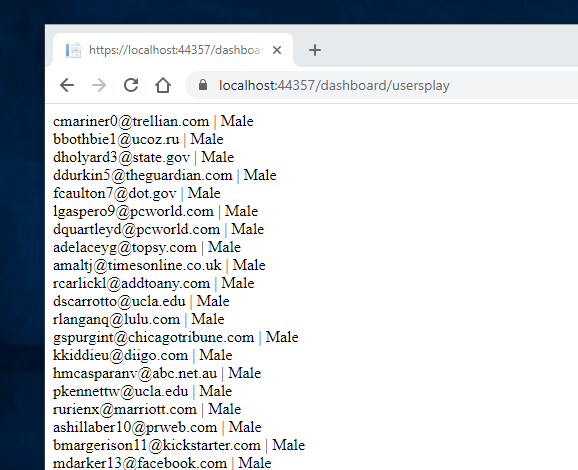 https://localhost:44357/dashboa
localhost:44357/dashboard/usersplay
cmariner0@trellian.com | Male
bbothbie1@ucoz.ru | Male
dholyard3@state.gov | Male
ddurkin5@theguardian.com | Male
fcaulton7@dot.gov | Male
lgaspero9@pcworld.com | Male
dquartleyd@pcworld.com | Male
adelaceyg@topsy.com | Male
amaltj@timesonline.co.uk | Male
rcarlickl@addtoany.com | Male
dscarrotto@ucla.edu | Male
rlanganq@lulu.com | Male
gspurgint@chicagotribune.com | Male
kkiddieu@diigo.com | Male
hmcasparanv@abc.net.au | Male
pkennettw@ucla.edu | Male
rurienx@marriott.com | Male
ashillaber10@prweb.com | Male
bmargerison11@kickstarter.com | Male
mdarker13@facebook.com | Male